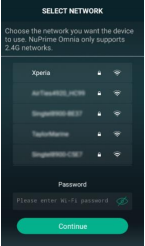 SELECT NETWORK
Choose the network you want the device
to use. NuPrime Omnia only supports
2.4G networks.
Xperia
Password
Please enter Wi-Fi password
Continue